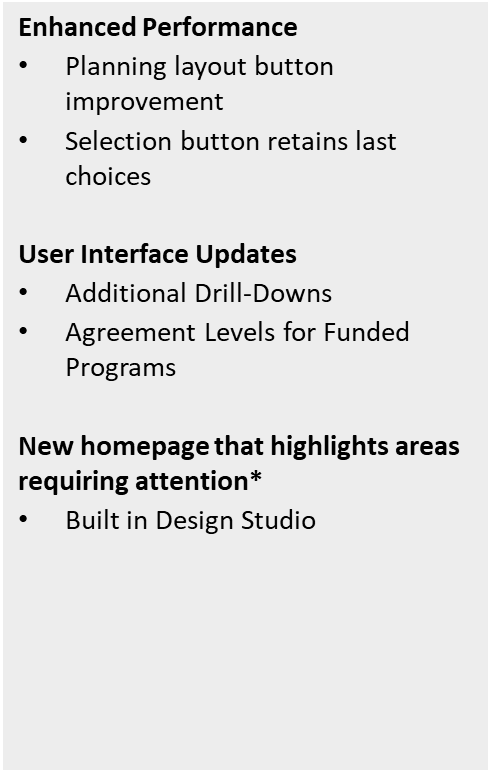 Enhanced Performance
• Planning layout button
improvement
• Selection button retains last
choices
User Interface Updates
• Additional Drill-Downs
• Agreement Levels for Funded
Programs
New homepage that highlights areas
requiring attention*
• Built in Design Studio